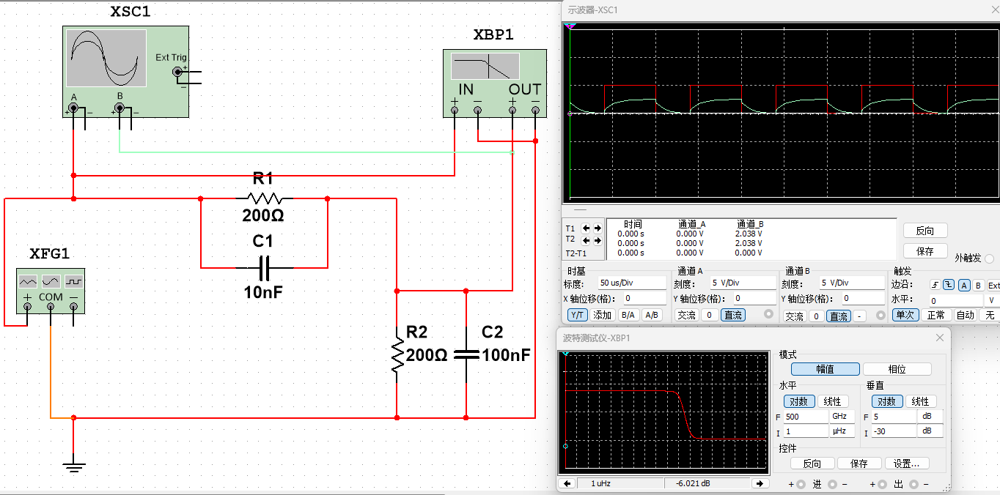 XSC1
Ext Trig
+
−
A
B
+ − + −
XBP1
IN OUT
+ − + −
R1
200Ω
C1
10nF
XFG1
+ COM −
R2
200Ω
C2
100nF
示波器-XSC1
时间 通道_A 通道_B
T1 0.000 s 0.000 V 2.038 V
T2 0.000 s 0.000 V 2.038 V
T2-T1 0.000 s 0.000 V 0.000 V
反向
保存
外触发
时基 通道A 通道B 触发
标度: 50 us/Div 刻度: 5 V/Div 刻度: 5 V/Div 边沿: A B Ext
X 轴位移(格): 0 Y 轴位移(格): 0 Y 轴位移(格): 0 水平: 0 V
Y/T 添加 B/A A/B 交流 0 直流 交流 0 直流 - 单次 正常 自动 无
波特测试仪-XBP1
模式
幅值 相位
水平 垂直
对数 线性 对数 线性
F 500 GHz F 5 dB
I 1 μHz I -30 dB
控件
反向 保存 设置...
1 uHz -6.021 dB
+ 进 − + 出 −